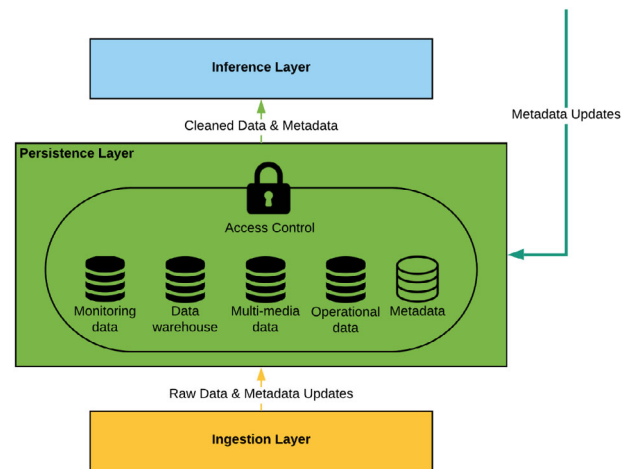 Inference Layer
Metadata Updates
Cleaned Data & Metadata
Persistence Layer
Access Control
Monitoring
data
Data
warehouse
Multi-media
data
Operational
data
Metadata
Raw Data & Metadata Updates
Ingestion Layer